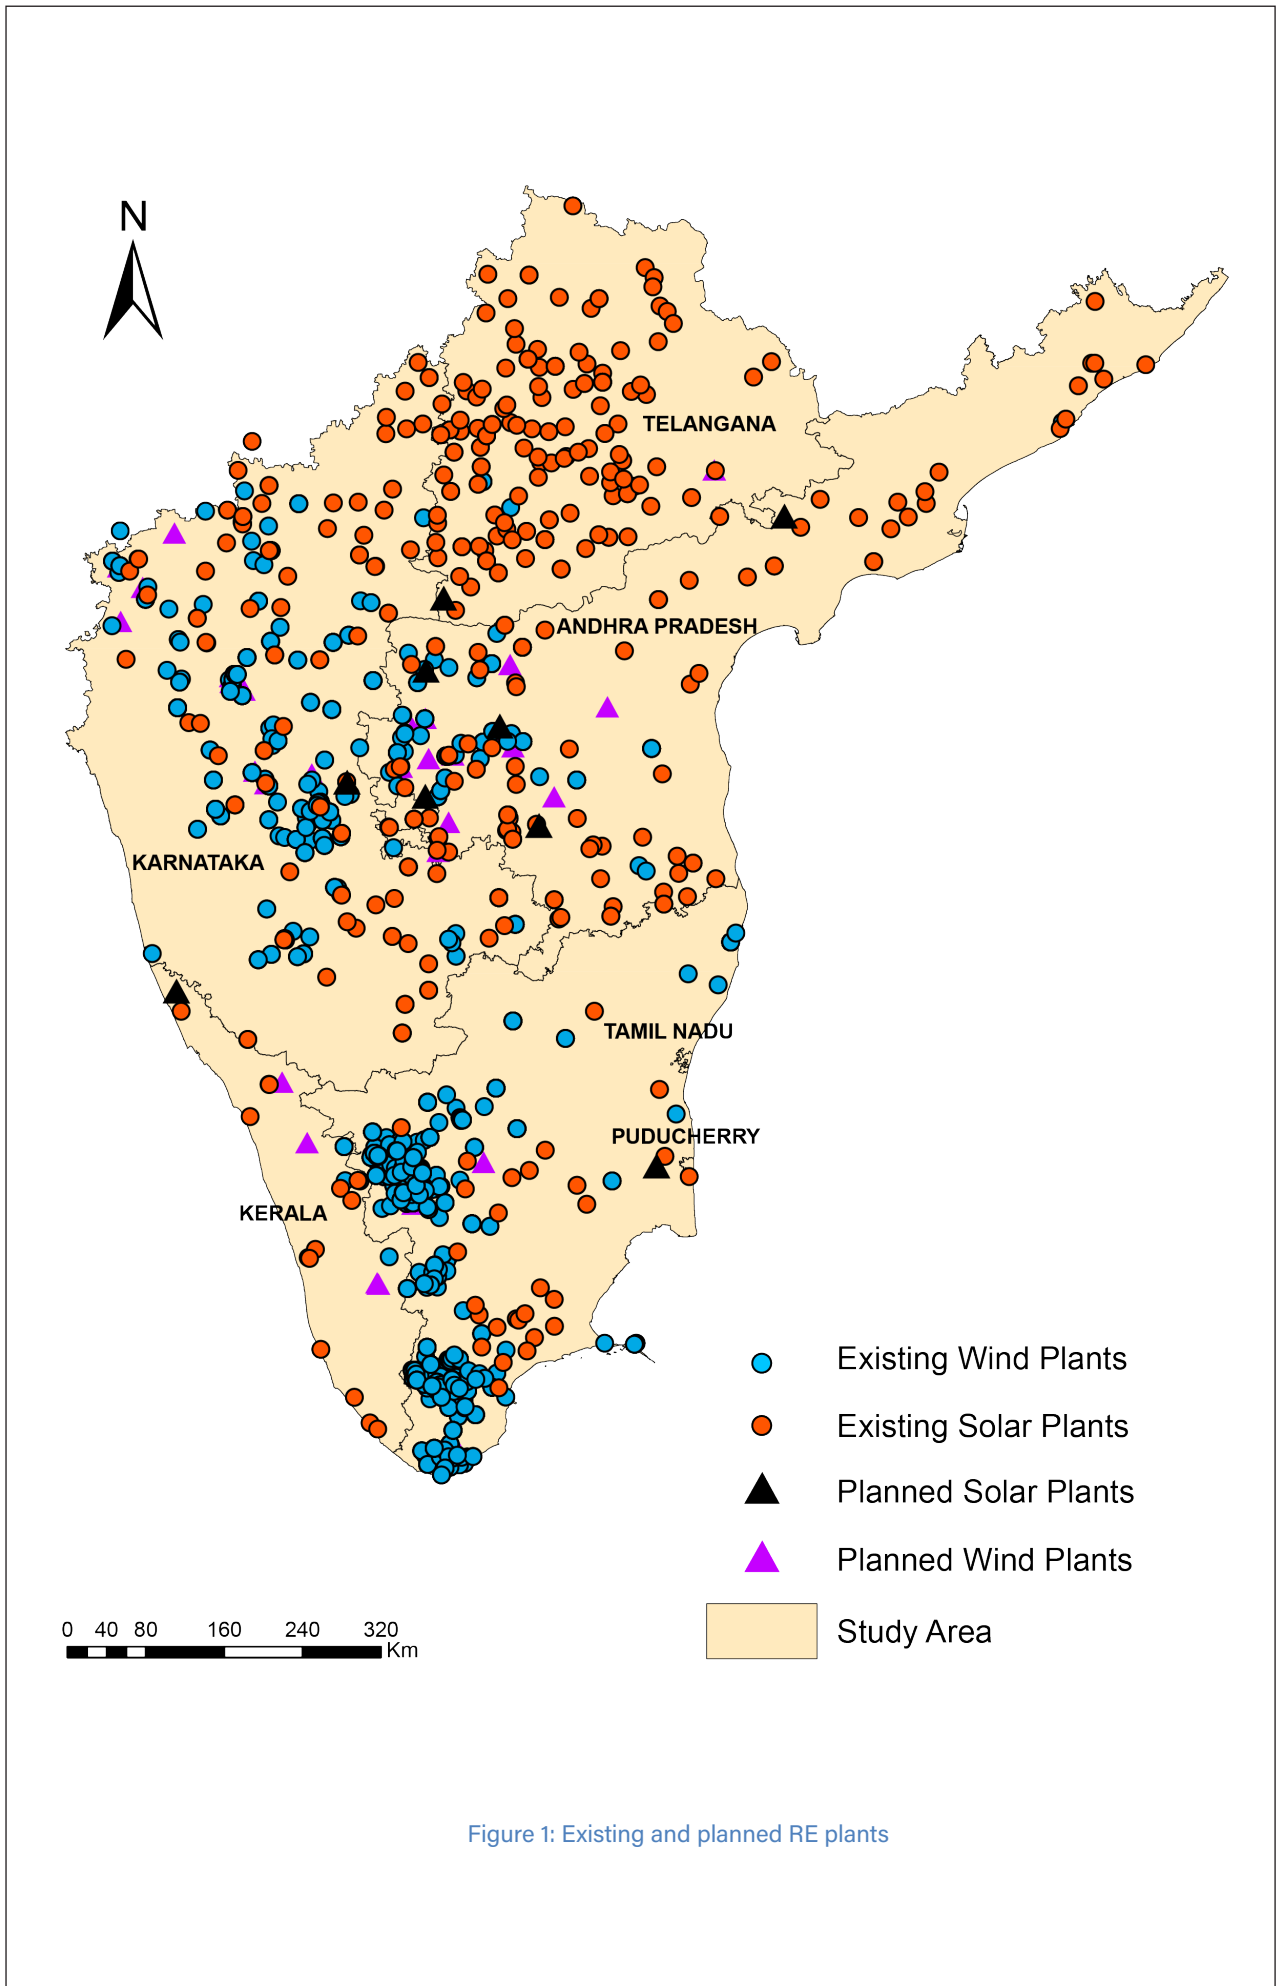 N
TELANGANA
ANDHRA PRADESH
KARNATAKA
TAMIL NADU
PUDUCHERRY
KERALA
Existing Wind Plants
Existing Solar Plants
Planned Solar Plants
Planned Wind Plants
Study Area
0 40 80 160 240 320
Km
Figure 1: Existing and planned RE plants